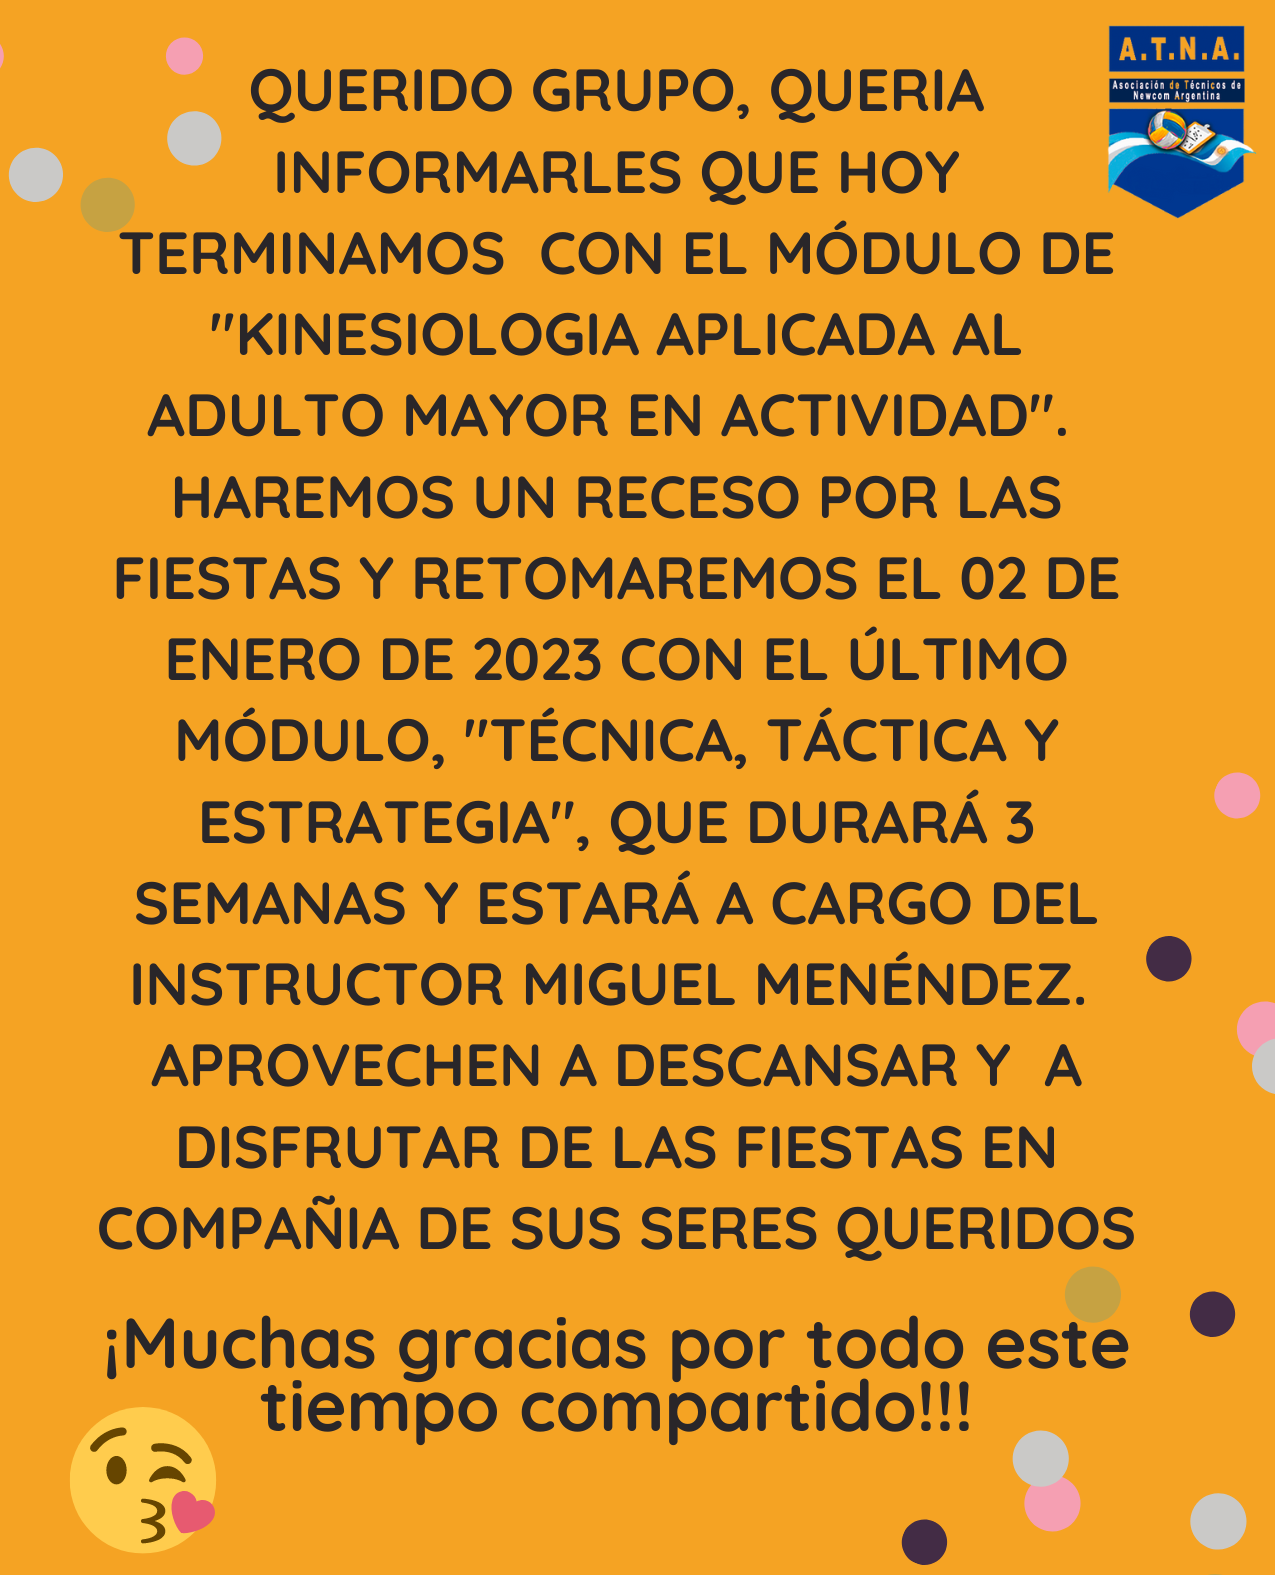 A.T.N.A.
Asociación de Técnicos de
Newcom Argentina
QUERIDO GRUPO, QUERIA
INFORMARLES QUE HOY
TERMINAMOS CON EL MÓDULO DE
"KINESIOLOGIA APLICADA AL
ADULTO MAYOR EN ACTIVIDAD".
HAREMOS UN RECESO POR LAS
FIESTAS Y RETOMAREMOS EL 02 DE
ENERO DE 2023 CON EL ÚLTIMO
MÓDULO, "TÉCNICA, TÁCTICA Y
ESTRATEGIA", QUE DURARÁ 3
SEMANAS Y ESTARÁ A CARGO DEL
INSTRUCTOR MIGUEL MENÉNDEZ.
APROVECHEN A DESCANSAR Y A
DISFRUTAR DE LAS FIESTAS EN
COMPAÑIA DE SUS SERES QUERIDOS
¡Muchas gracias por todo este
tiempo compartido!!!